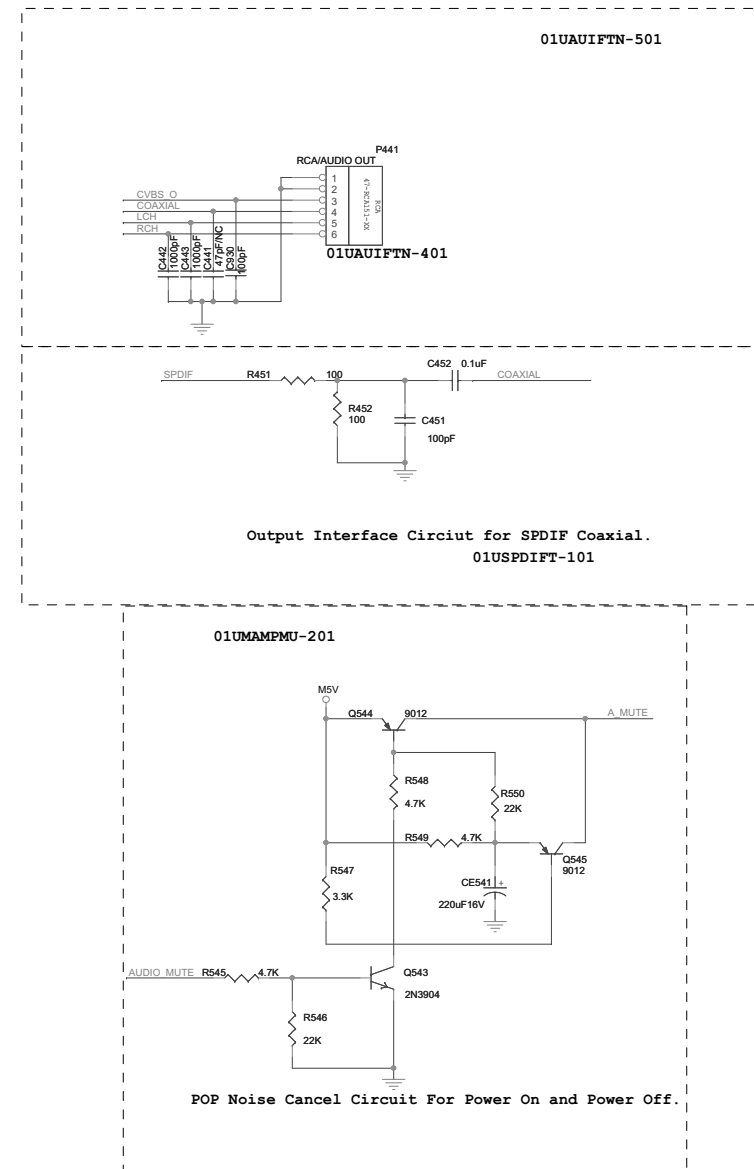 01UAUIFTN-501
P441
RCA/AUDIO OUT
1
2
CVBS_O 3
COAXIAL 4
LCH 5
RCH 6
RCA
47-RCA151-XX
C442
1000pF
C443
1000pF
C441
47pF/NC
C930
100pF
01UAUIFTN-401
C452 0.1uF
SPDIF R451 100 COAXIAL
R452
100
C451
100pF
Output Interface Circiut for SPDIF Coaxial.
01USPDIFT-101
01UMAMPMU-201
M5V
Q544 9012 A_MUTE
R548
4.7K
R550
22K
R549 4.7K
Q545
9012
R547
3.3K
CE541 +
220uF16V
AUDIO_MUTE R545 4.7K
Q543
2N3904
R546
22K
POP Noise Cancel Circuit For Power On and Power Off.